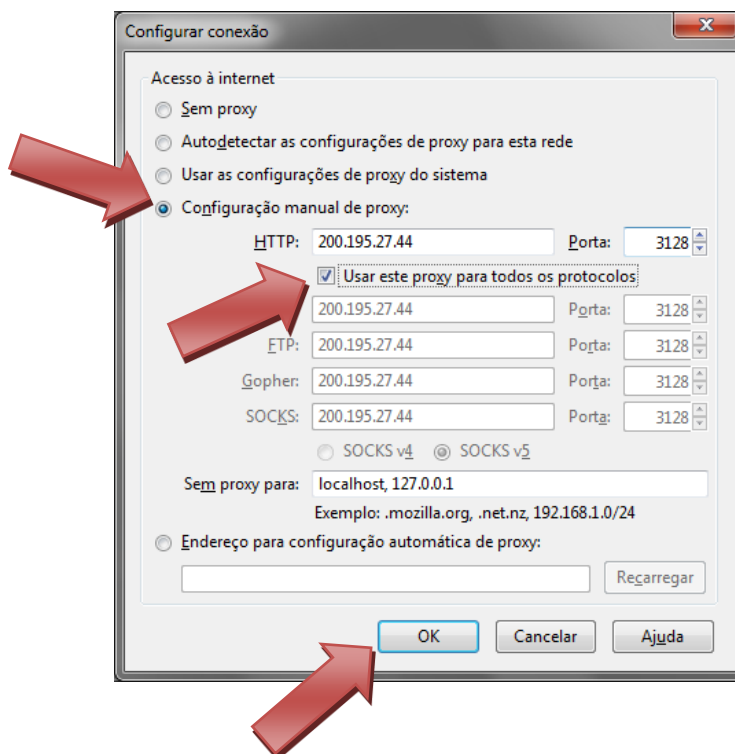 Configurar conexão
Acesso à internet
Sem proxy
Autodetectar as configurações de proxy para esta rede
Usar as configurações de proxy do sistema
Configuração manual de proxy:
HTTP: 200.195.27.44 Porta: 3128
Usar este proxy para todos os protocolos
200.195.27.44 Porta: 3128
FTP: 200.195.27.44 Porta: 3128
Gopher: 200.195.27.44 Porta: 3128
SOCKS: 200.195.27.44 Porta: 3128
SOCKS v4 SOCKS v5
Sem proxy para: localhost, 127.0.0.1
Exemplo: .mozilla.org, .net.nz, 192.168.1.0/24
Endereço para configuração automática de proxy:
Recarregar
OK Cancelar Ajuda